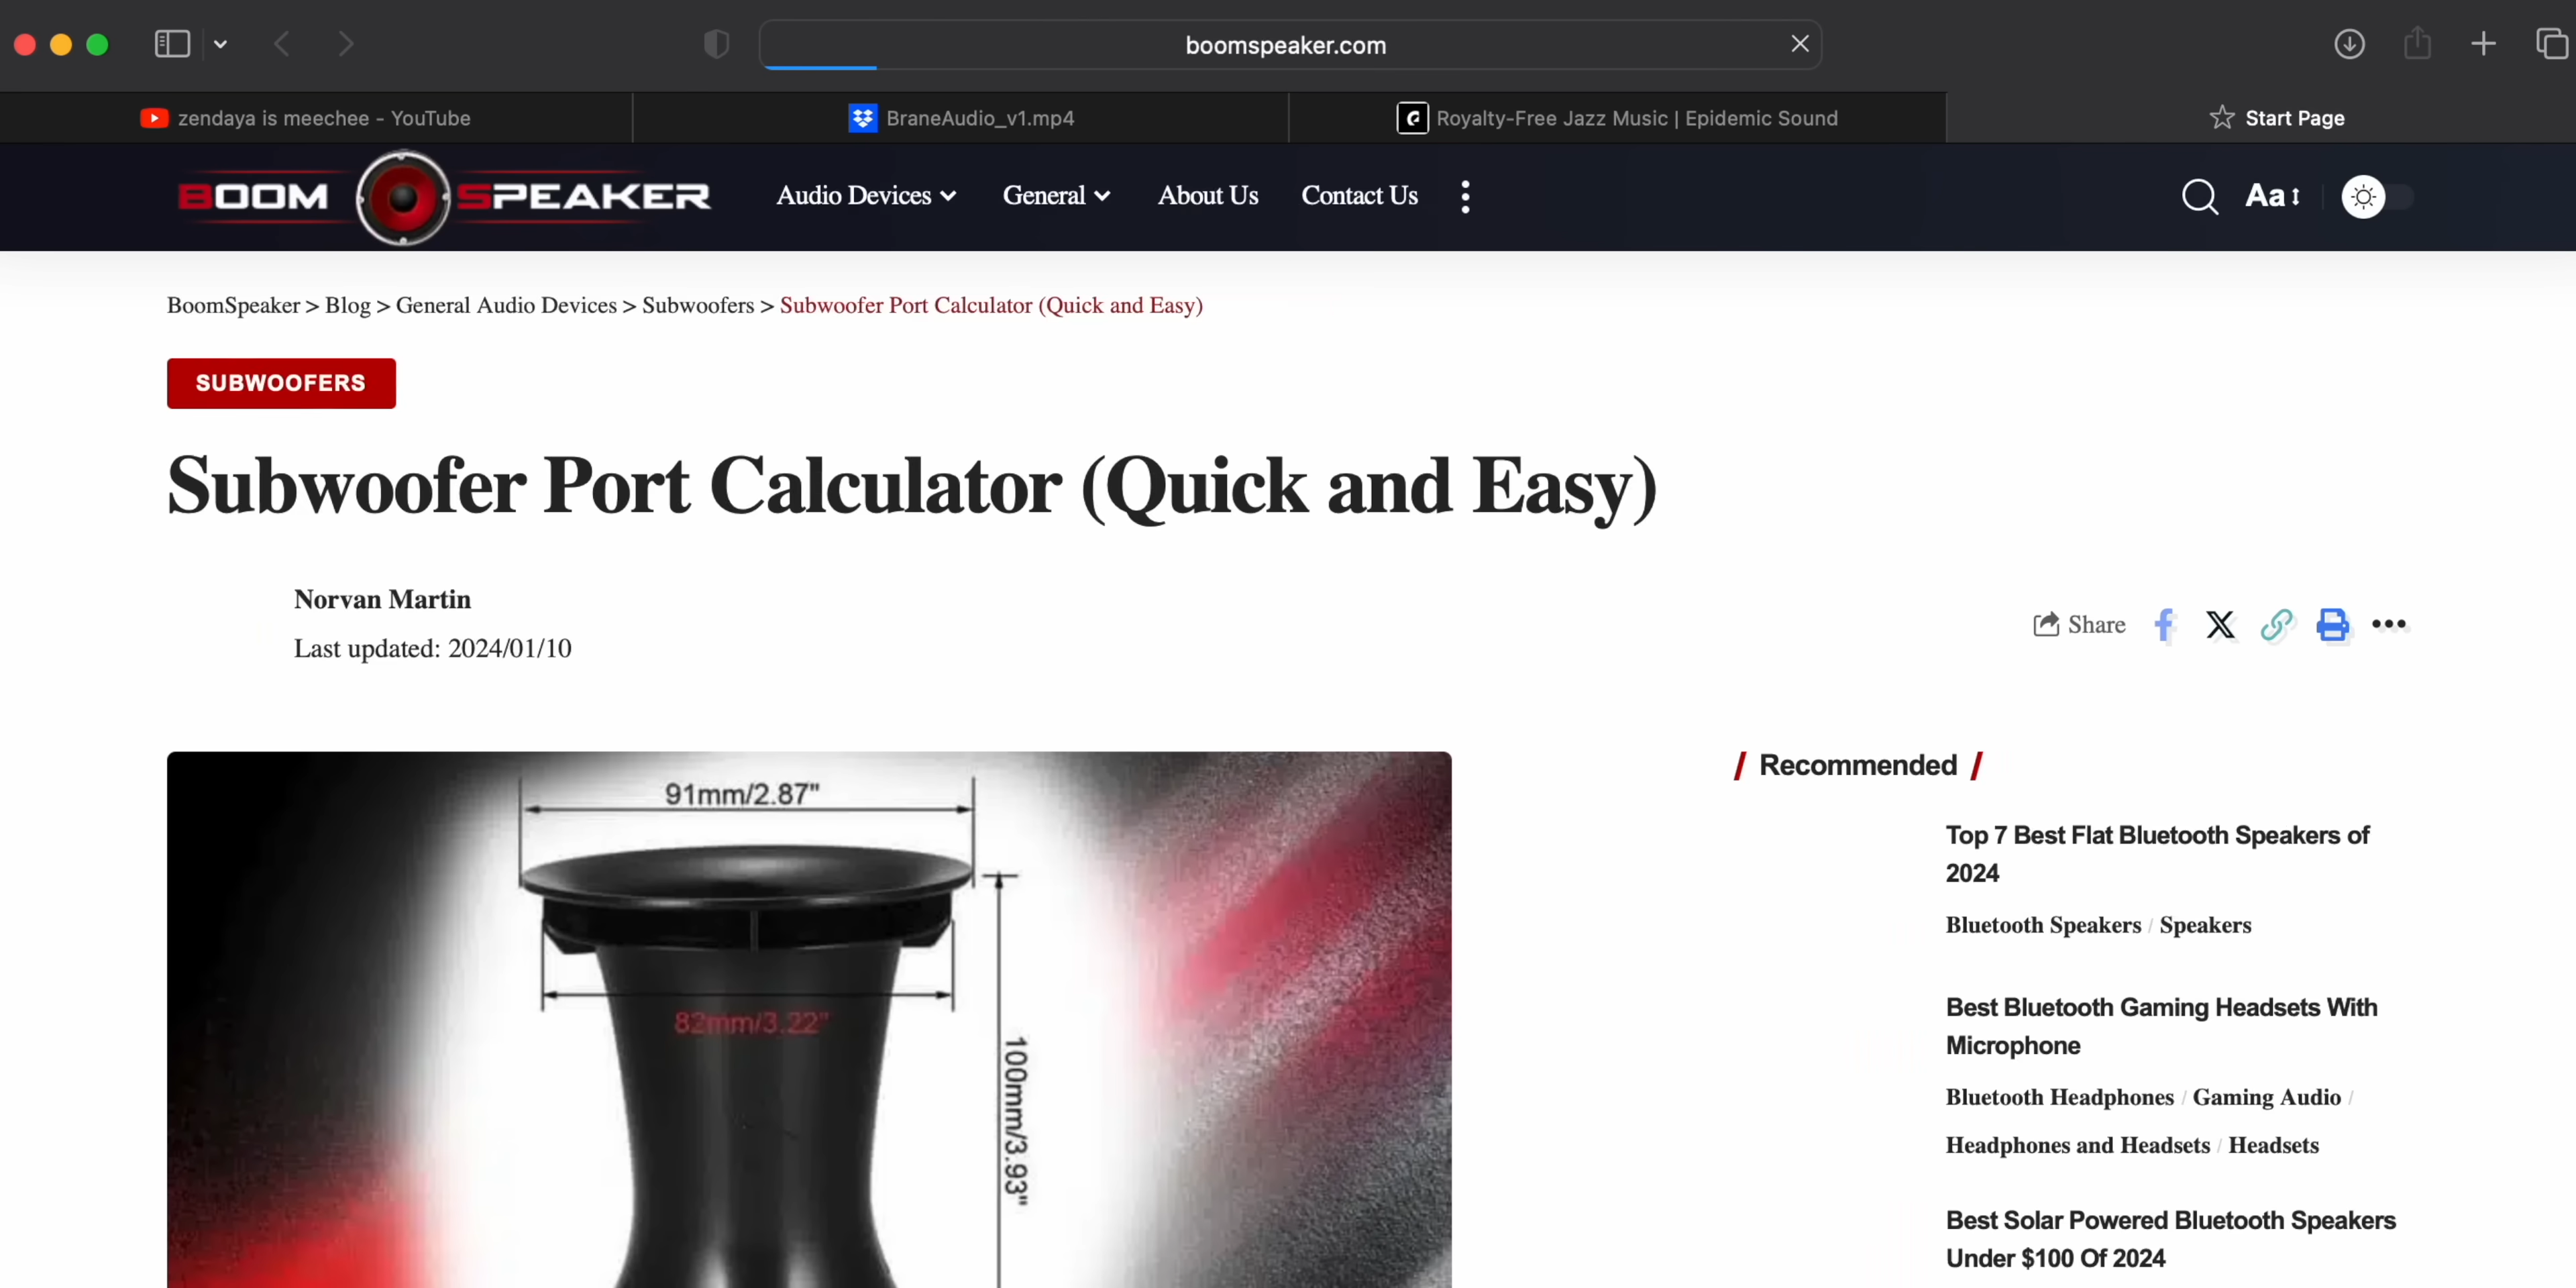 boomspeaker.com
zendaya is meechee - YouTube
BraneAudio_v1.mp4
Royalty-Free Jazz Music | Epidemic Sound
Start Page
BOOM SPEAKER
Audio Devices
General
About Us
Contact Us
Aa
BoomSpeaker > Blog > General Audio Devices > Subwoofers > Subwoofer Port Calculator (Quick and Easy)
SUBWOOFERS
Subwoofer Port Calculator (Quick and Easy)
Norvan Martin
Last updated: 2024/01/10
Share
91mm/2.87"
82mm/3.22"
100mm/3.93"
/ Recommended /
Top 7 Best Flat Bluetooth Speakers of
2024
Bluetooth Speakers / Speakers
Best Bluetooth Gaming Headsets With
Microphone
Bluetooth Headphones / Gaming Audio /
Headphones and Headsets / Headsets
Best Solar Powered Bluetooth Speakers
Under $100 Of 2024